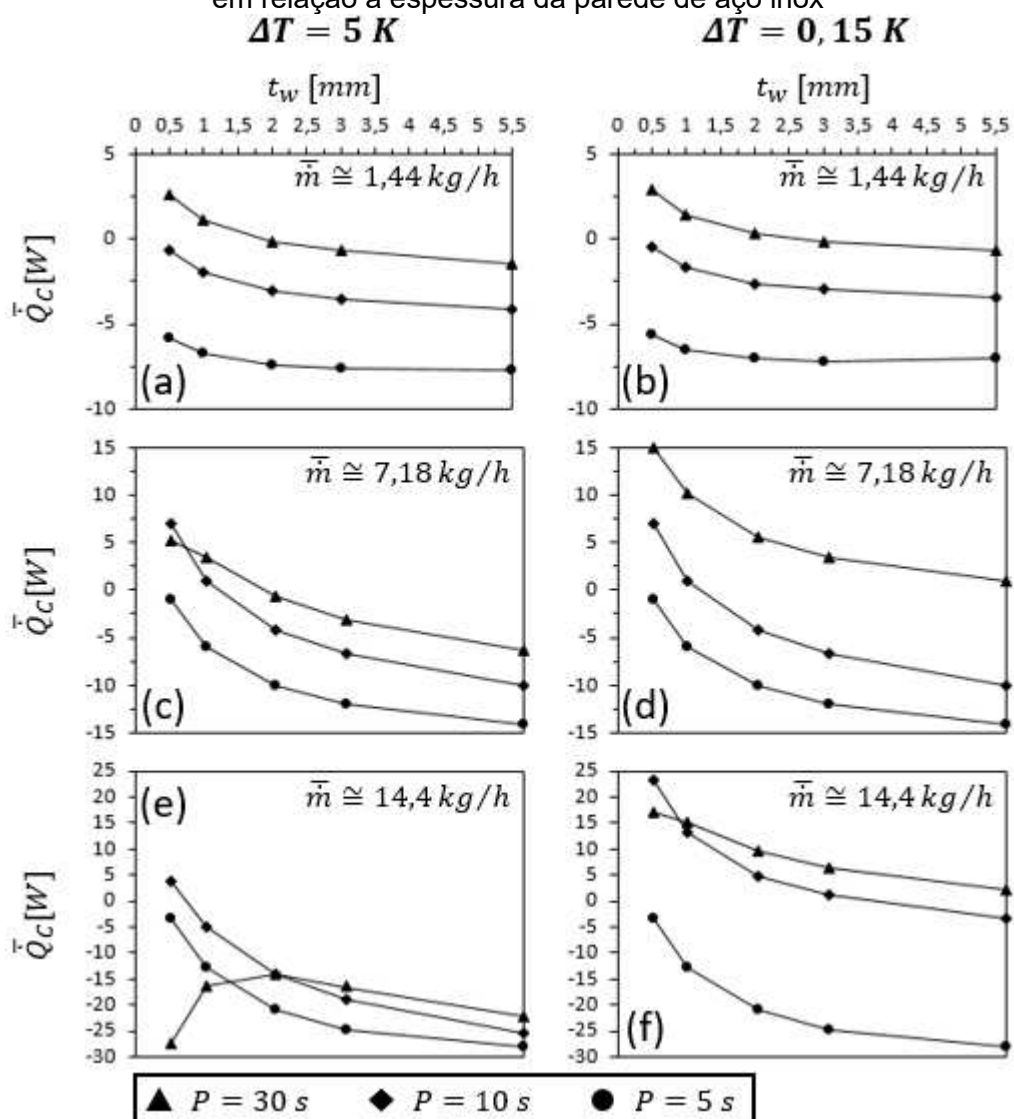 em relação a espessura da parede de aço inox
ΔT = 5 K ΔT = 0,15 K
t_w [mm] t_w [mm]
0 0,5 1 1,5 2 2,5 3 3,5 4 4,5 5 5,5 0 0,5 1 1,5 2 2,5 3 3,5 4 4,5 5 5,5
5 5
ṁ̅ ≅ 1,44 kg/h ṁ̅ ≅ 1,44 kg/h
0 0
Q̇̅c[W]
-5 -5
(a) (b)
-10 -10
15 15
ṁ̅ ≅ 7,18 kg/h ṁ̅ ≅ 7,18 kg/h
10 10
5 5
0 0
Q̇̅c[W]
-5 -5
-10 -10
(c) (d)
-15 -15
25 25
(e) ṁ̅ ≅ 14,4 kg/h ṁ̅ ≅ 14,4 kg/h
20 20
15 15
10 10
5 5
0 0
Q̇̅c[W]
-5 -5
-10 -10
-15 -15
-20 -20
-25 -25
(f)
-30 -30
P = 30 s P = 10 s P = 5 s